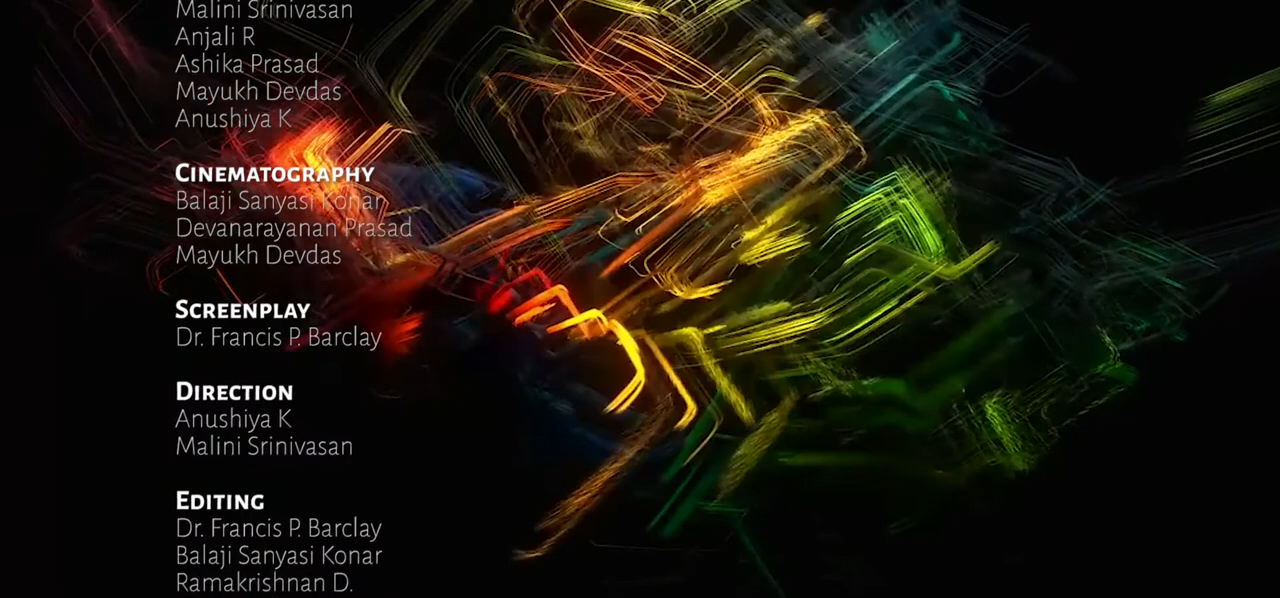 Malini Srinivasan
Anjali R
Ashika Prasad
Mayukh Devdas
Anushiya K
CINEMATOGRAPHY
Balaji Sanyasi Konar
Devanarayanan Prasad
Mayukh Devdas
SCREENPLAY
Dr. Francis P. Barclay
DIRECTION
Anushiya K
Malini Srinivasan
EDITING
Dr. Francis P. Barclay
Balaji Sanyasi Konar
Ramakrishnan D.